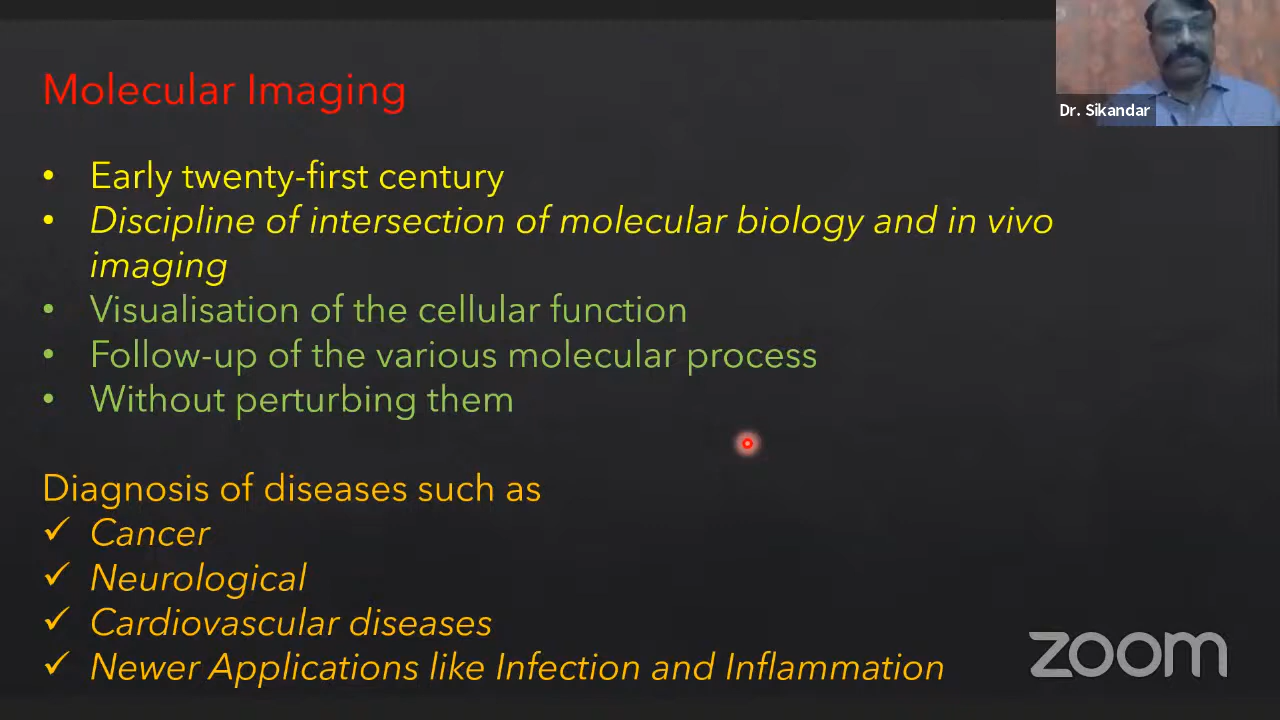 Dr. Sikandar
Molecular Imaging
• Early twenty-first century
• Discipline of intersection of molecular biology and in vivo
imaging
• Visualisation of the cellular function
• Follow-up of the various molecular process
• Without perturbing them
Diagnosis of diseases such as
✓ Cancer
✓ Neurological
✓ Cardiovascular diseases
✓ Newer Applications like Infection and Inflammation
zoom